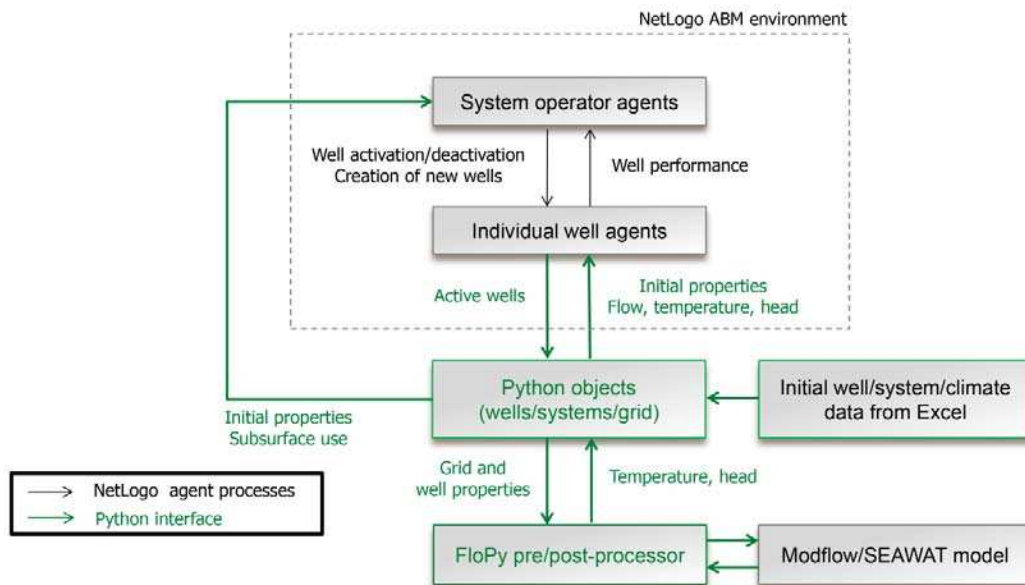 NetLogo ABM environment
System operator agents
Well activation/deactivation
Creation of new wells
Well performance
Individual well agents
Active wells
Initial properties
Flow, temperature, head
Python objects
(wells/systems/grid)
Initial well/system/climate
data from Excel
Initial properties
Subsurface use
Grid and
well properties
Temperature, head
NetLogo agent processes
Python interface
FloPy pre/post-processor
Modflow/SEAWAT model